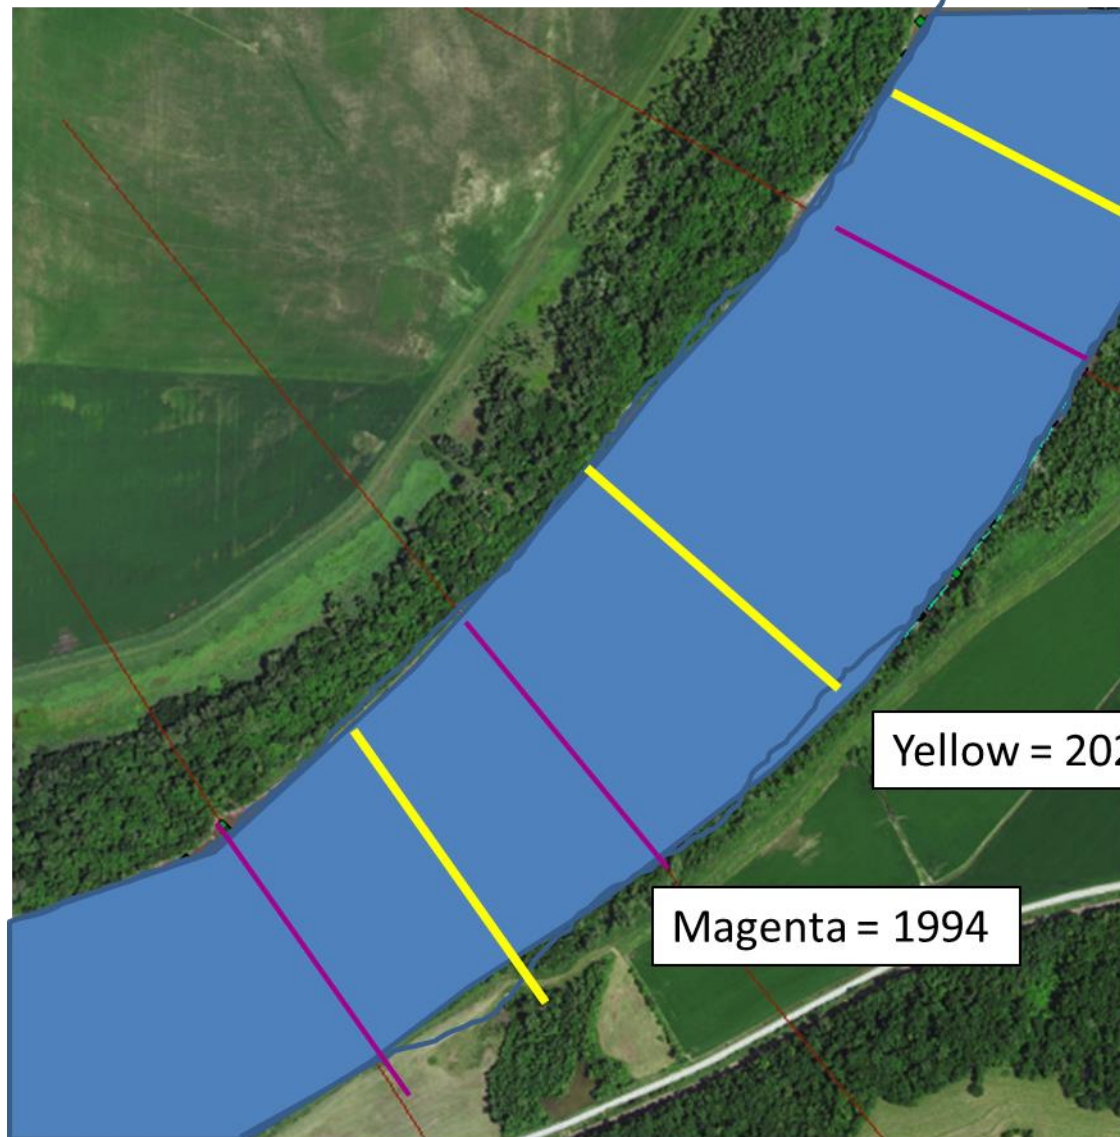 Yellow = 202
Magenta = 1994